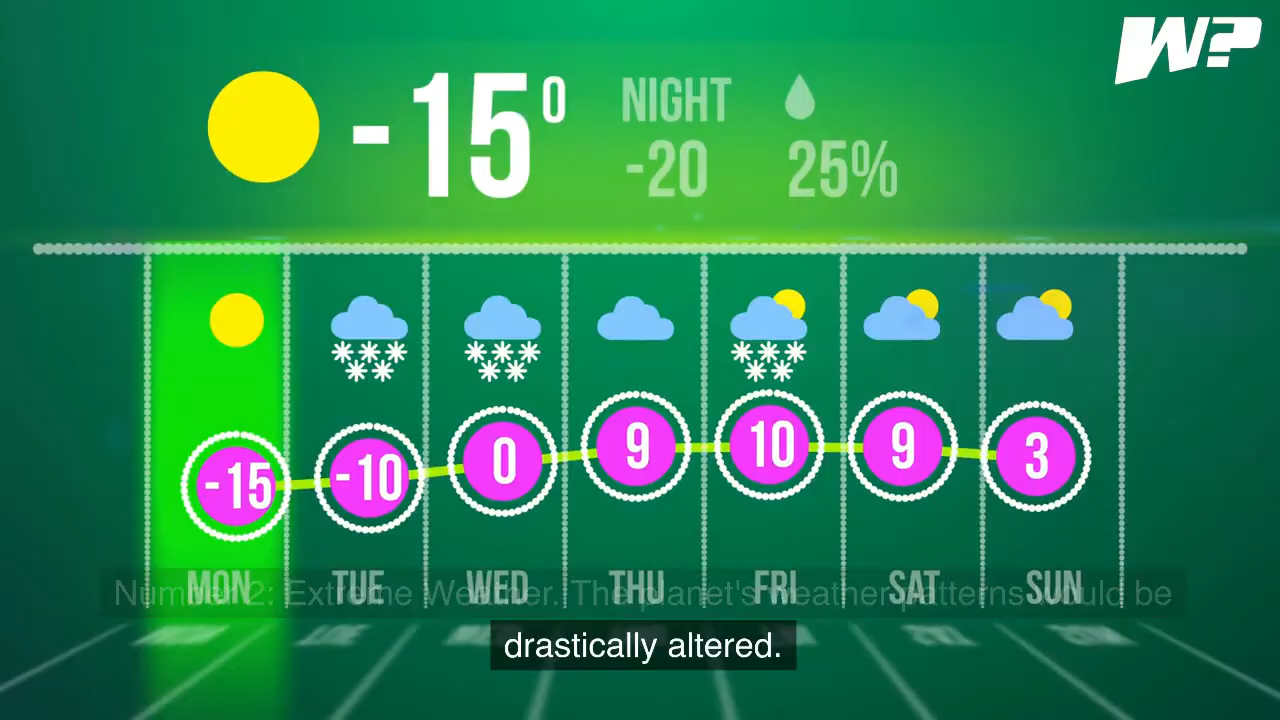 W?
-15°
NIGHT
-20
25%
-15
-10
0
9
10
9
3
MON
TUE
WED
THU
FRI
SAT
SUN
Number 2: Extreme Weather. The planet's weather patterns would be
drastically altered.